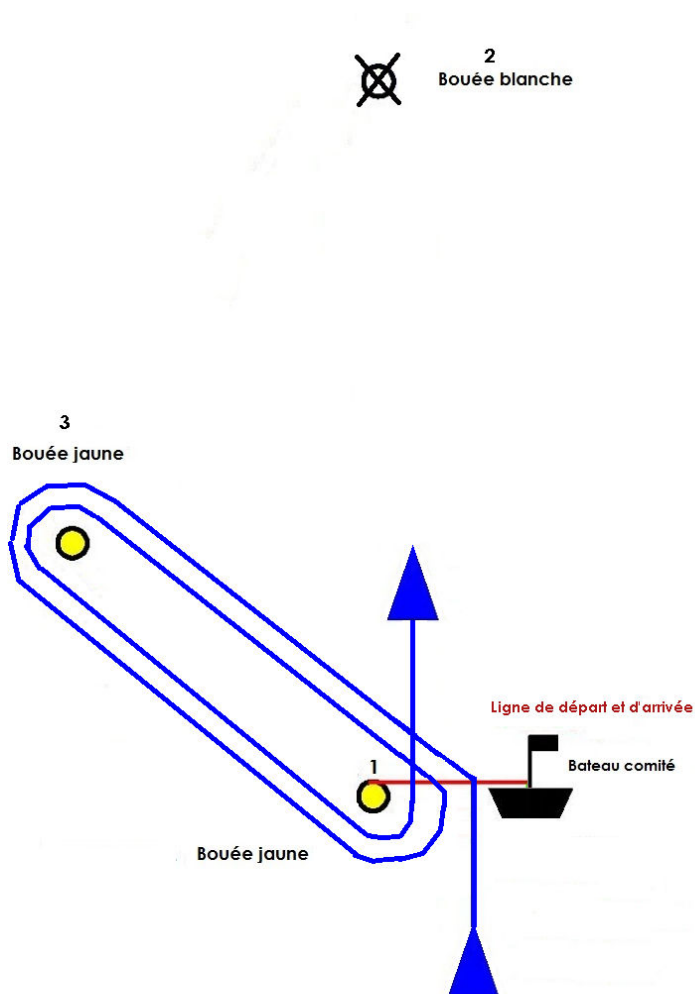 2
Bouée blanche
3
Bouée jaune
Ligne de départ et d'arrivée
1
Bateau comité
Bouée jaune